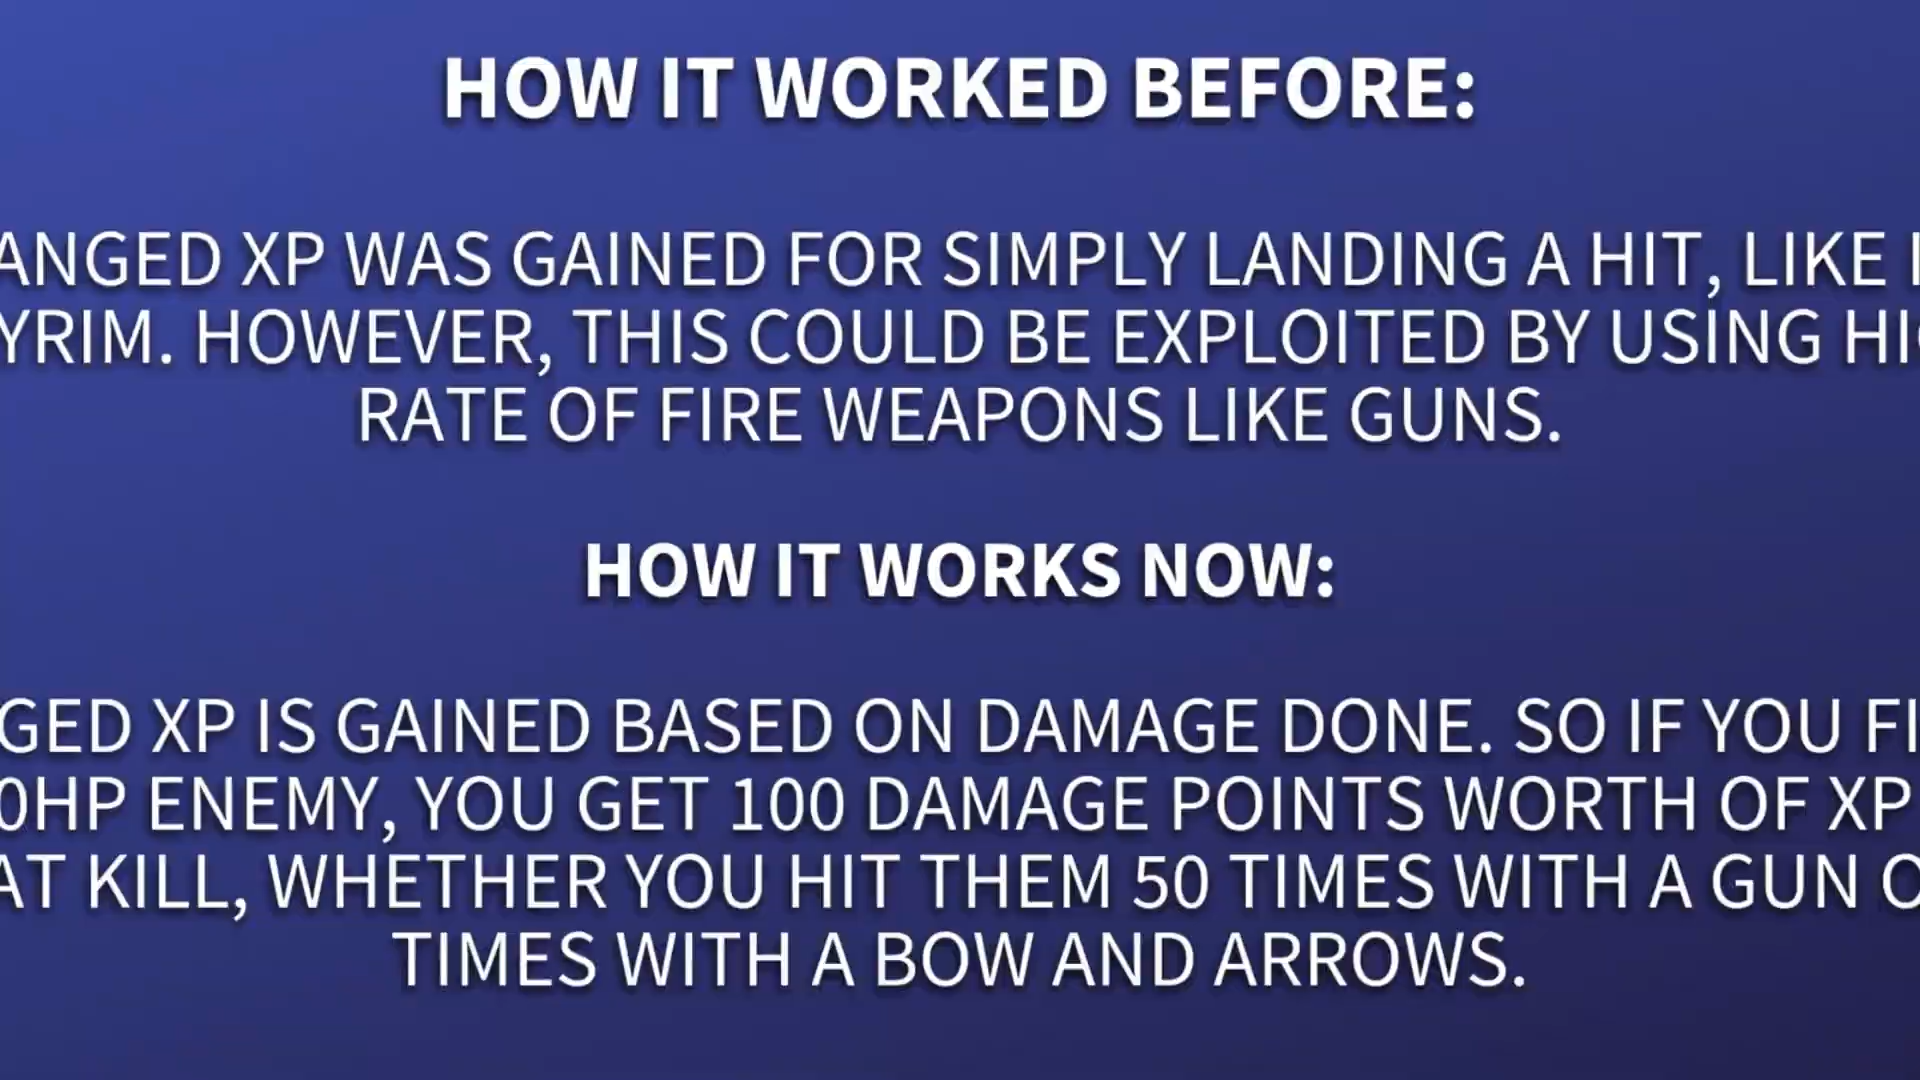 HOW IT WORKED BEFORE:
ANGED XP WAS GAINED FOR SIMPLY LANDING A HIT, LIKE
YRIM. HOWEVER, THIS COULD BE EXPLOITED BY USING HI
RATE OF FIRE WEAPONS LIKE GUNS.
HOW IT WORKS NOW:
GED XP IS GAINED BASED ON DAMAGE DONE. SO IF YOU FI
0HP ENEMY, YOU GET 100 DAMAGE POINTS WORTH OF XP
AT KILL, WHETHER YOU HIT THEM 50 TIMES WITH A GUN O
TIMES WITH A BOW AND ARROWS.